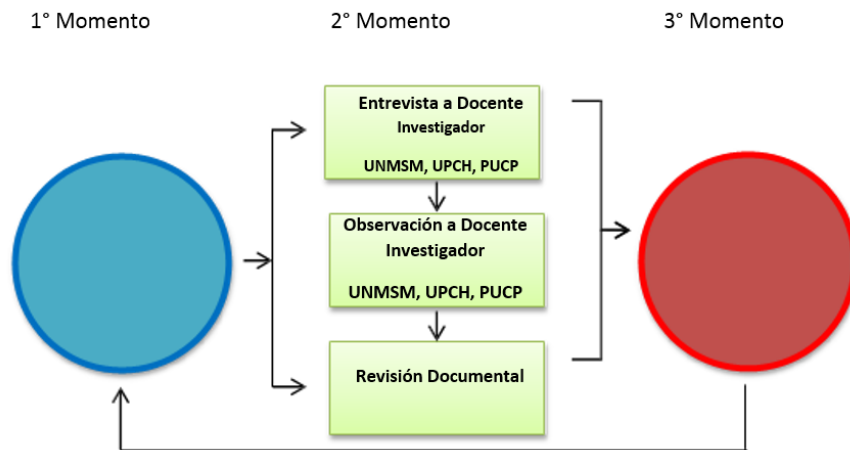 1° Momento
2° Momento
3° Momento
Entrevista a Docente
Investigador
UNMSM, UPCH, PUCP
Observación a Docente
Investigador
UNMSM, UPCH, PUCP
Revisión Documental